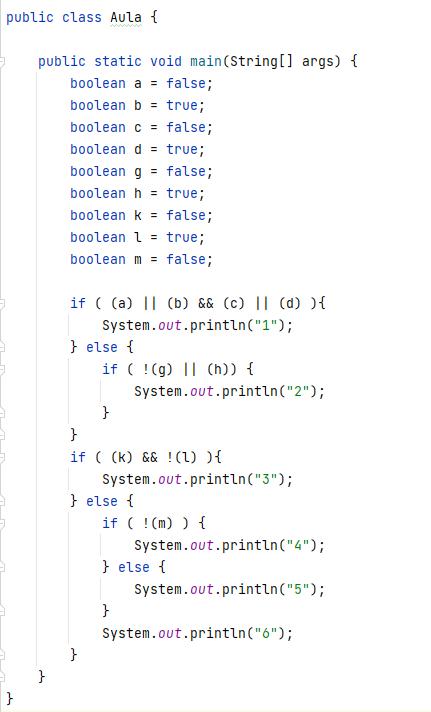 public class Aula {
public static void main(String[] args) {
boolean a = false;
boolean b = true;
boolean c = false;
boolean d = true;
boolean g = false;
boolean h = true;
boolean k = false;
boolean l = true;
boolean m = false;
if ( (a) || (b) && (c) || (d) ){
System.out.println("1");
} else {
if ( !(g) || (h)) {
System.out.println("2");
}
}
if ( (k) && !(l) ){
System.out.println("3");
} else {
if ( !(m) ) {
System.out.println("4");
} else {
System.out.println("5");
}
System.out.println("6");
}
}
}